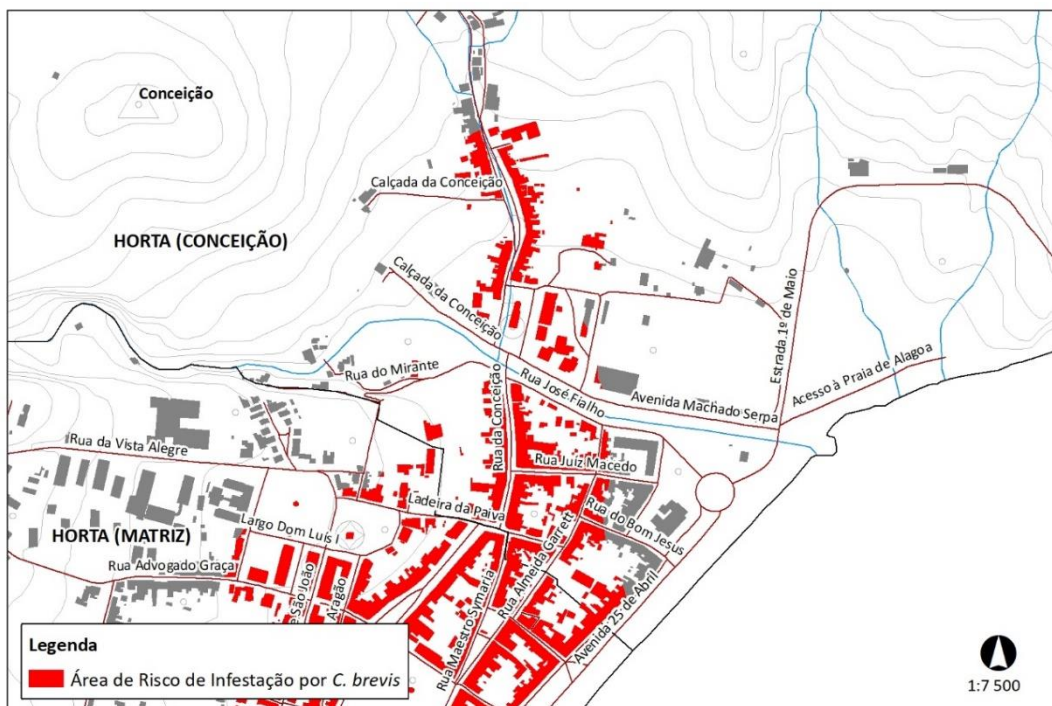 Conceição
Calçada da Conceição
HORTA (CONCEIÇÃO)
Calçada da Conceição
Estrada 1º de Maio
Acesso à Praia de Alagoa
Rua do Mirante
Rua da Conceição
Rua José Fialho
Avenida Machado Serpa
Rua da Vista Alegre
Rua Juíz Macedo
Ladeira da Paiva
Rua do Bom Jesus
Largo Dom Luís I
HORTA (MATRIZ)
Rua Advogado Graça
Rua Almeida Garrett
e São João
Aragão
Rua Maestro Symaria
Avenida 25 de Abril
Legenda
Área de Risco de Infestação por C. brevis
1:7 500